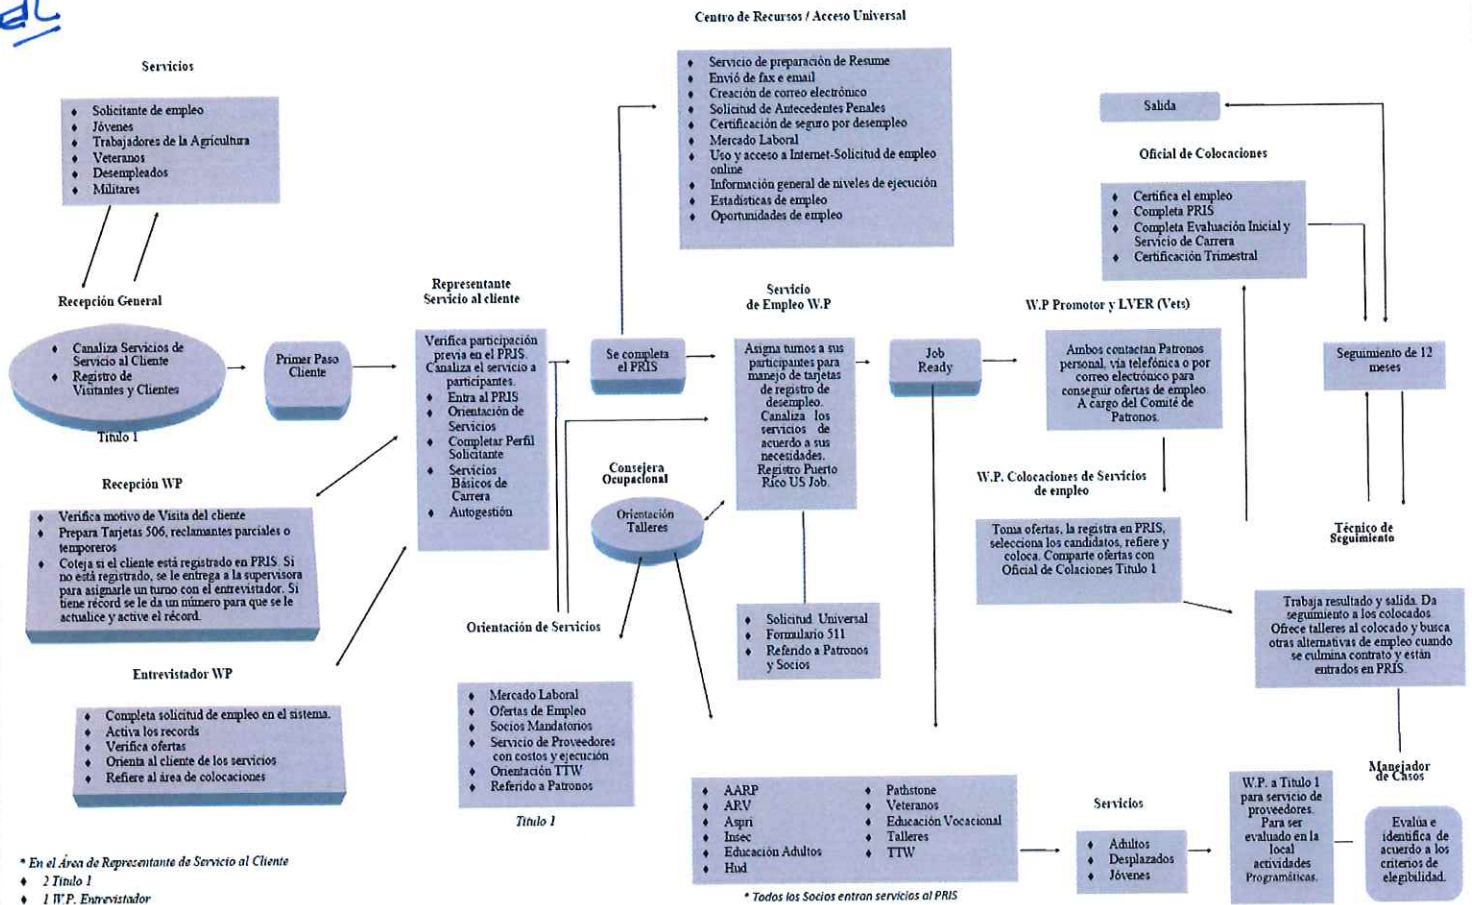 Centro de Recursos / Acceso Universal
Servicios
♦ Solicitante de empleo
♦ Jóvenes
♦ Trabajadores de la Agricultura
♦ Veteranos
♦ Desempleados
♦ Militares
♦ Servicio de preparación de Resume
♦ Envió de fax e email
♦ Creación de correo electrónico
♦ Solicitud de Antecedentes Penales
♦ Certificación de seguro por desempleo
♦ Mercado Laboral
♦ Uso y acceso a Internet-Solicitud de empleo
online
♦ Información general de niveles de ejecución
♦ Estadísticas de empleo
♦ Oportunidades de empleo
Salida
Oficial de Colocaciones
♦ Certifica el empleo
♦ Completa PRIS
♦ Completa Evaluación Inicial y
Servicio de Carrera
♦ Certificación Trimestral
Recepción General
♦ Canaliza Servicios de
Servicio al Cliente
♦ Registro de
Visitantes y Clientes
Titulo 1
Primer Paso
Cliente
Representante
Servicio al cliente
Verifica participación
previa en el PRIS.
Canaliza el servicio a
participantes.
♦ Entra al PRIS
♦ Orientación de
Servicios
♦ Completar Perfil
Solicitante
♦ Servicios
Básicos de
Carrera
♦ Autogestión
Se completa
el PRIS
Servicio
de Empleo W.P
Asigna turnos a sus
participantes para
manejo de tarjetas
de registro de
desempleo.
Canaliza los
servicios de
acuerdo a sus
necesidades.
Registro Puerto
Rico US Job.
Job
Ready
W.P Promotor y LVER (Vets)
Ambos contactan Patronos
personal, vía telefónica o por
correo electrónico para
conseguir ofertas de empleo.
A cargo del Comité de
Patronos.
Seguimiento de 12
meses
Recepción WP
♦ Verifica motivo de Visita del cliente
♦ Prepara Tarjetas 506, reclamantes parciales o
temporeros
♦ Coteja si el cliente está registrado en PRIS. Si
no está registrado, se le entrega a la supervisora
para asignarle un turno con el entrevistador. Si
tiene récord se le da un número para que se le
actualice y active el récord.
Consejera
Ocupacional
Orientación
Talleres
W.P. Colocaciones de Servicios
de empleo
Toma ofertas, la registra en PRIS,
selecciona los candidatos, refiere y
coloca. Comparte ofertas con
Oficial de Colaciones Titulo 1
Técnico de
Seguimiento
Trabaja resultado y salida. Da
seguimiento a los colocados.
Ofrece talleres al colocado y busca
otras alternativas de empleo cuando
se culmina contrato y están
entrados en PRIS.
Entrevistador WP
♦ Completa solicitud de empleo en el sistema.
♦ Activa los records
♦ Verifica ofertas
♦ Orienta al cliente de los servicios
♦ Refiere al área de colocaciones
Orientación de Servicios
♦ Mercado Laboral
♦ Ofertas de Empleo
♦ Socios Mandatorios
♦ Servicio de Proveedores
con costos y ejecución
♦ Orientación TTW
♦ Referido a Patronos
Titulo 1
♦ Solicitud Universal
♦ Formulario 511
♦ Referido a Patronos
y Socios
♦ AARP
♦ ARV
♦ Aspri
♦ Insec
♦ Educación Adultos
♦ Hud
♦ Pathstone
♦ Veteranos
♦ Educación Vocacional
♦ Talleres
♦ TTW
* Todos los Socios entran servicios al PRIS
Servicios
♦ Adultos
♦ Desplazados
♦ Jóvenes
W.P. a Titulo 1
para servicio de
proveedores.
Para ser
evaluado en la
local
actividades
Programáticas.
Manejador
de Casos
Evalúa e
identifica de
acuerdo a los
criterios de
elegibilidad.
* En el Área de Representante de Servicio al Cliente
♦ 2 Titulo 1
♦ 1 W.P. Entrevistador